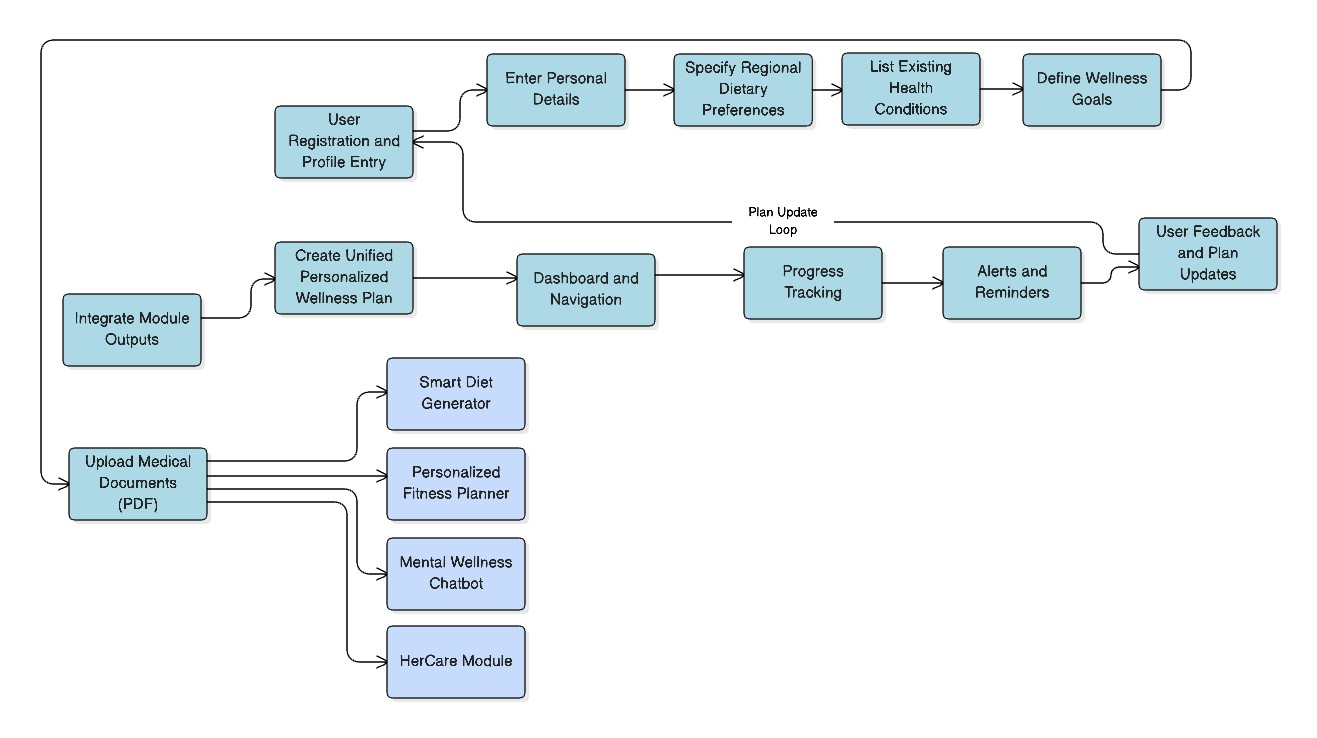 Enter Personal
Details
Specify Regional
Dietary
Preferences
List Existing
Health
Conditions
Define Wellness
Goals
User
Registration and
Profile Entry
Plan Update
Loop
User Feedback
and Plan
Updates
Create Unified
Personalized
Wellness Plan
Dashboard and
Navigation
Progress
Tracking
Alerts and
Reminders
Integrate Module
Outputs
Smart Diet
Generator
Upload Medical
Documents
(PDF)
Personalized
Fitness Planner
Mental Wellness
Chatbot
HerCare Module